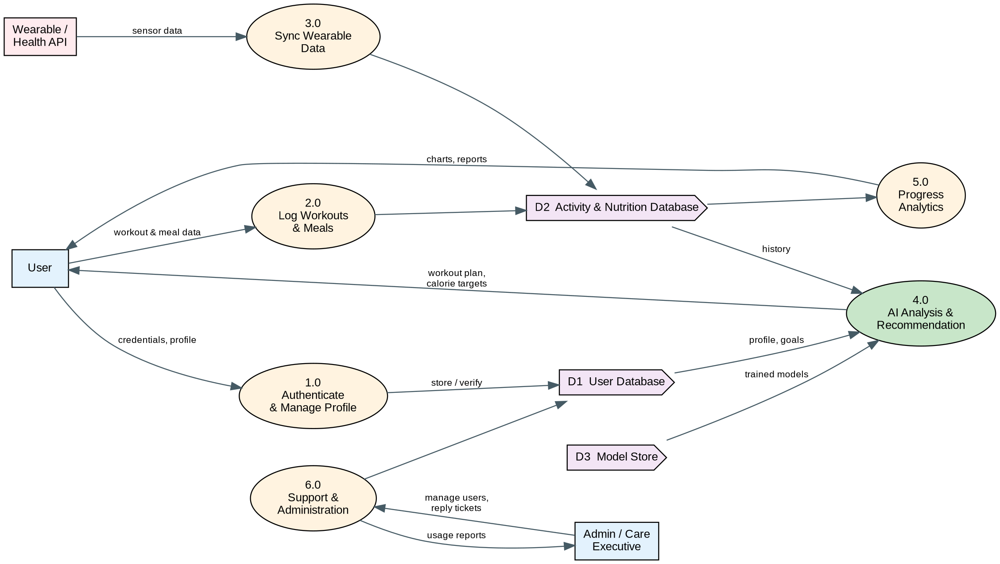 Wearable /
Health API
sensor data
3.0
Sync Wearable
Data
charts, reports
2.0
Log Workouts
& Meals
D2  Activity & Nutrition Database
5.0
Progress
Analytics
workout & meal data
User
history
workout plan,
calorie targets
4.0
AI Analysis &
Recommendation
credentials, profile
1.0
Authenticate
& Manage Profile
store / verify
D1  User Database
profile, goals
trained models
D3  Model Store
6.0
Support &
Administration
manage users,
reply tickets
usage reports
Admin / Care
Executive